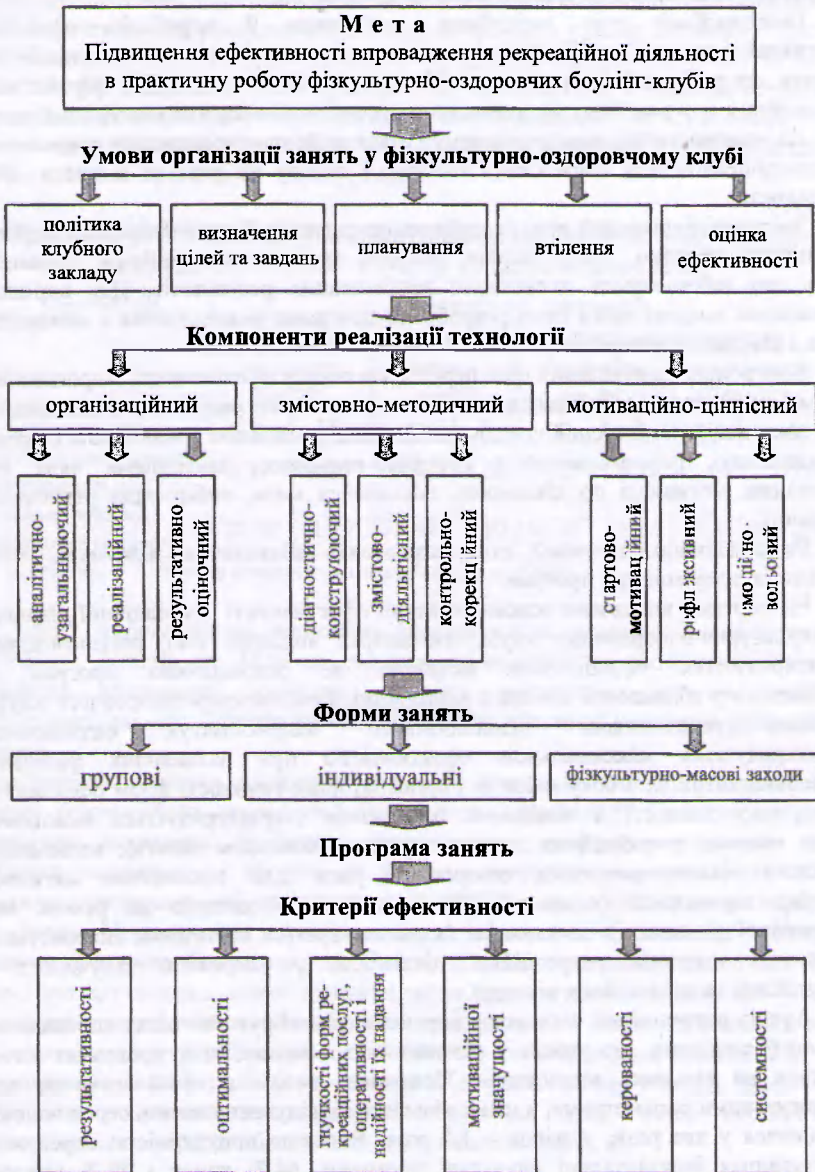 Мета
Підвищення ефективності впровадження рекреаційної діяльності
в практичну роботу фізкультурно-оздоровчих боулінг-клубів
Умови організації занять у фізкультурно-оздоровчому клубі
політика
клубного
закладу
визначення
цілей та завдань
планування
втілення
оцінка
ефективності
Компоненти реалізації технології
організаційний
змістовно-методичний
мотиваційно-ціннісний
аналітично-
узагальнюючий
реалізаційний
результативно
оціночний
діагностично-
конструюючий
змістово-
діяльнісний
контрольно-
корекційний
стартово-
мотиваційний
рефлексивний
емоційно
вольовий
Форми занять
групові
індивідуальні
фізкультурно-масові заходи
Програма занять
Критерії ефективності
результативності
оптимальності
гнучкості форм ре-
креаційних послуг,
оперативності і
надійності їх надання
мотиваційної
значущості
керованості
системності